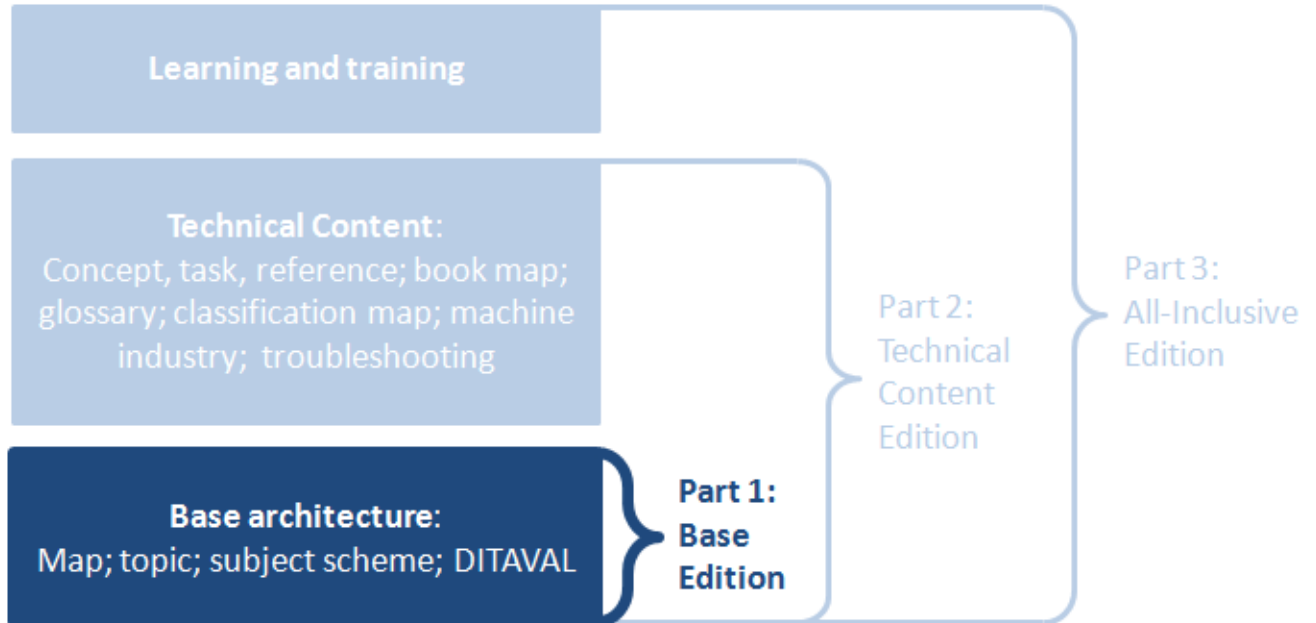 Learning and training
Technical Content:
Concept, task, reference; book map;
glossary; classification map; machine
industry; troubleshooting
Base architecture:
Map; topic; subject scheme; DITAVAL
Part 1:
Base
Edition
Part 2:
Technical
Content
Edition
Part 3:
All-Inclusive
Edition